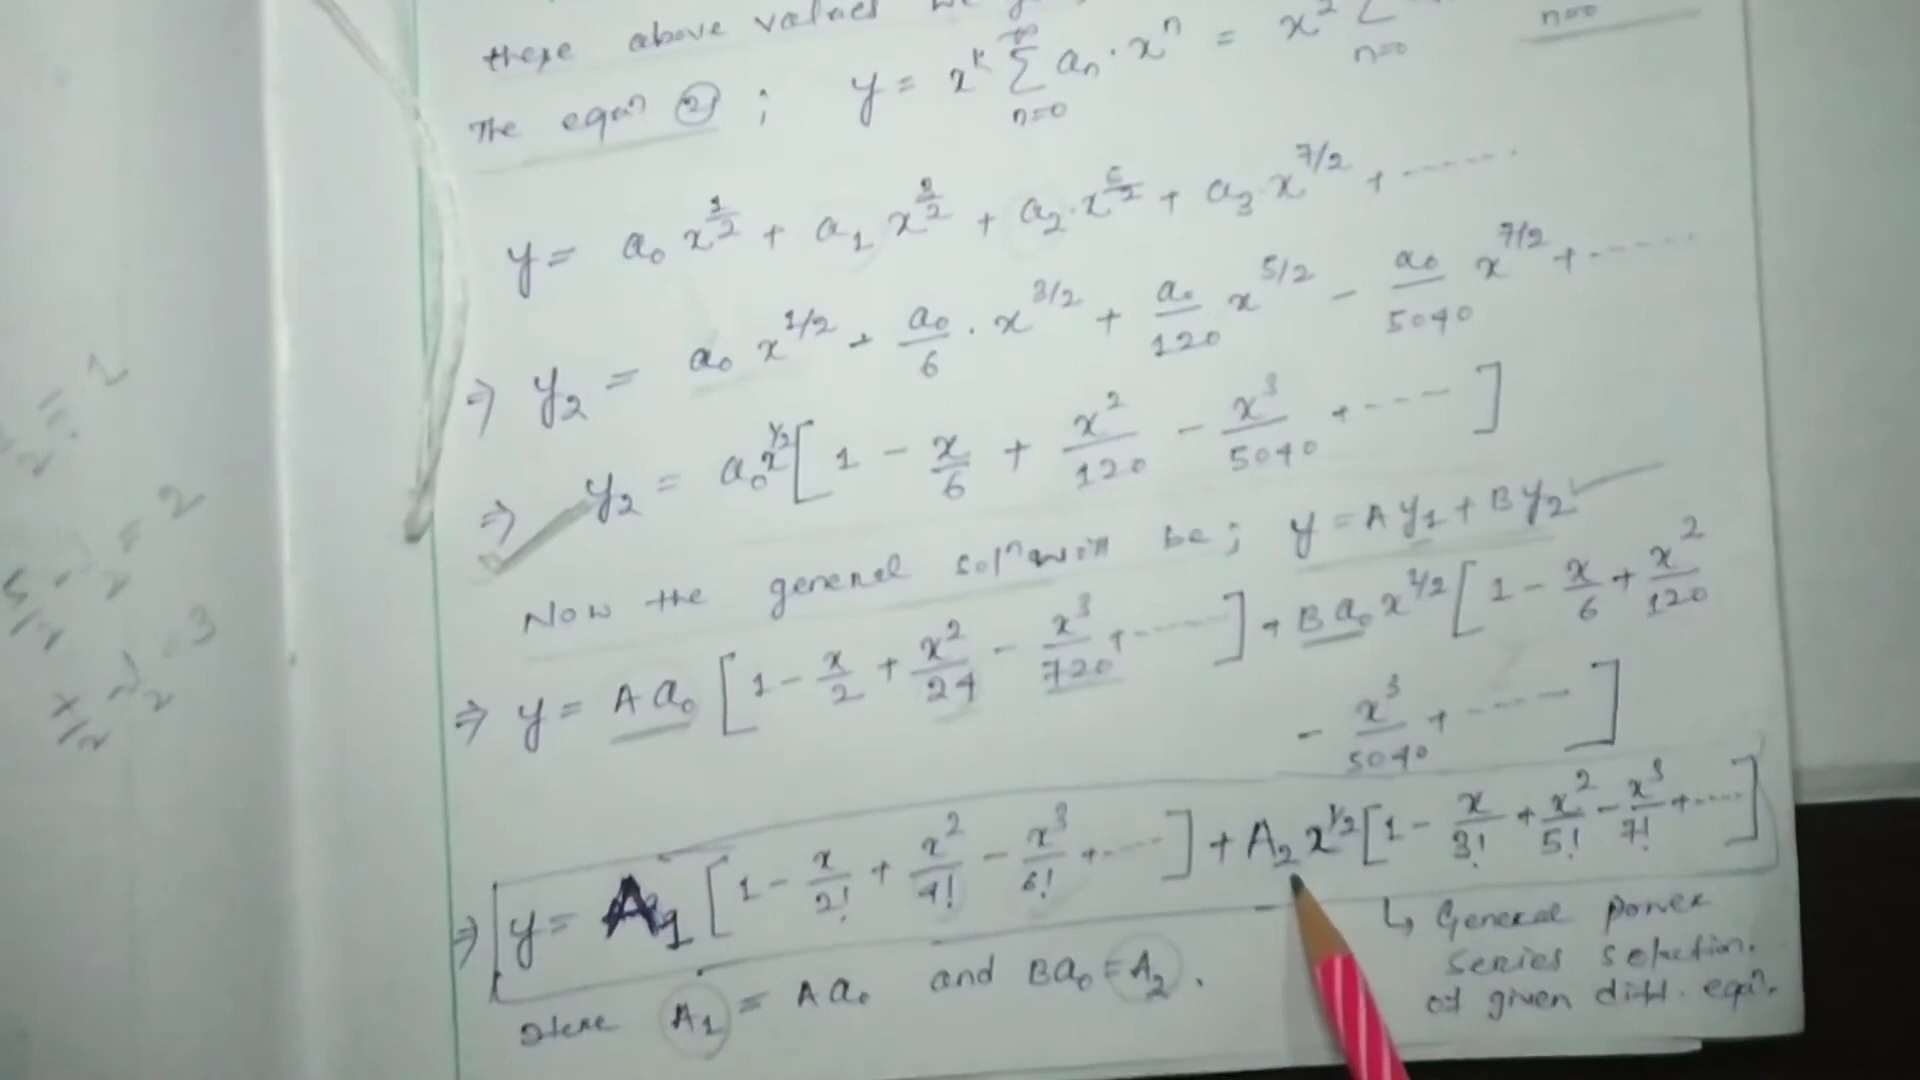 these above values we
The equn ②; y = x^k ∑_{n=0}^∞ a_n · x^n = x^2 ∑_{n=0} n=0
y = a_0 x^{1/2} + a_1 x^{3/2} + a_2 · x^{5/2} + a_3 · x^{7/2} + ........
⇒ y_2 = a_0 x^{1/2} - a_0/6 · x^{3/2} + a_0/120 x^{5/2} - a_0/5040 x^{7/2} + ........
⇒ y_2 = a_0 x^{1/2} [1 - x/6 + x^2/120 - x^3/5040 + ----]
Now the general solⁿ will be; y = A y_1 + B y_2
⇒ y = A a_0 [1 - x/2 + x^2/24 - x^3/720 + ......] + B a_0 x^{1/2} [1 - x/6 + x^2/120
- x^3/5040 + ----]
⇒ y = A_1 [1 - x/2! + x^2/4! - x^3/6! + ......] + A_2 x^{1/2} [1 - x/3! + x^2/5! - x^3/7! + .....]
Here A_1 = A a_0 and B a_0 = A_2.
↳ General power
series solution.
of given diff. eqnⁿ.